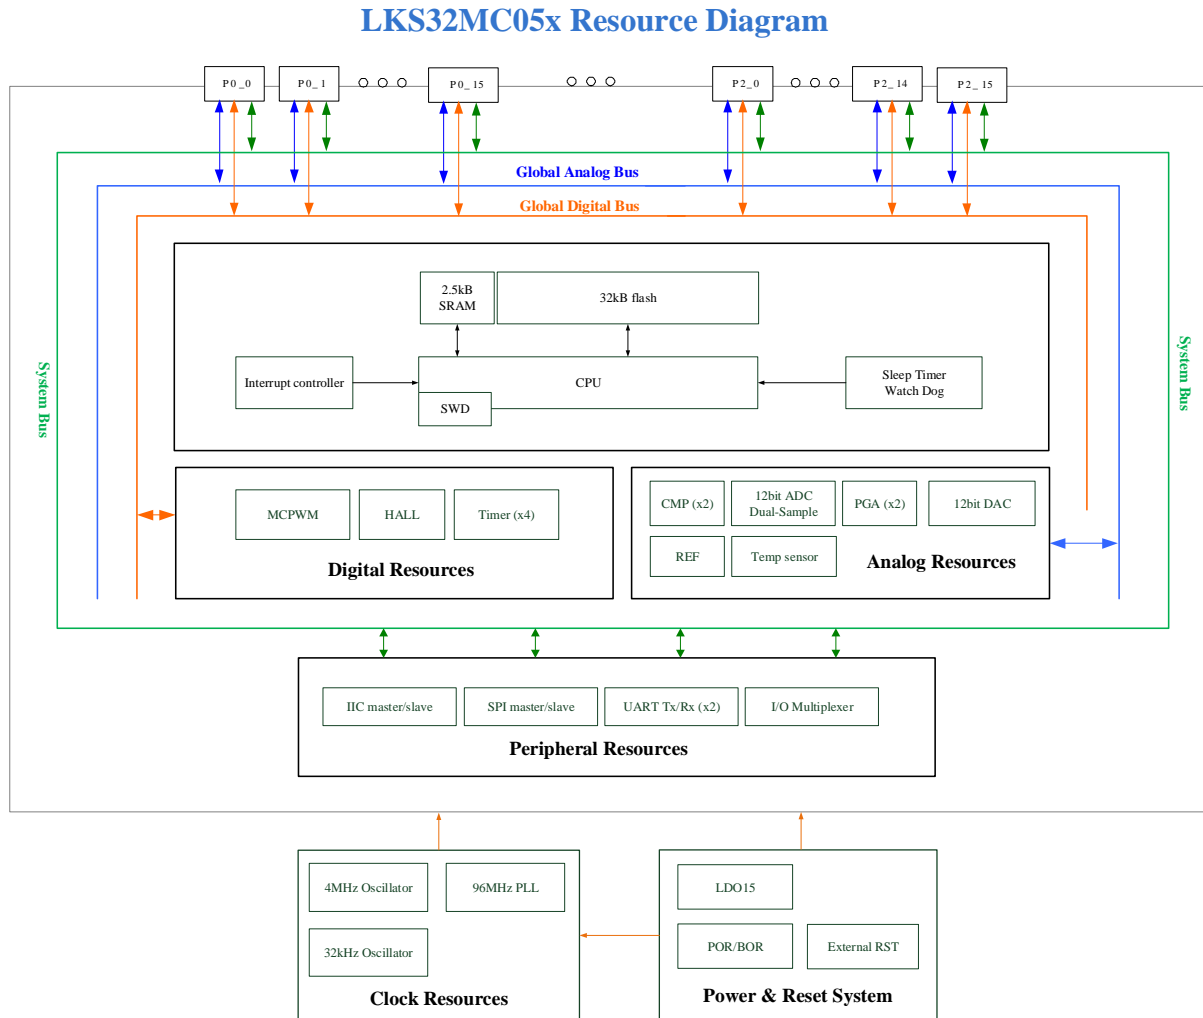 LKS32MC05x Resource Diagram
P0_0
P0_1
P0_15
P2_0
P2_14
P2_15
Global Analog Bus
Global Digital Bus
System Bus
System Bus
2.5kB
SRAM
32kB flash
Interrupt controller
CPU
SWD
Sleep Timer
Watch Dog
MCPWM
HALL
Timer (x4)
Digital Resources
CMP (x2)
12bit ADC
Dual-Sample
PGA (x2)
12bit DAC
REF
Temp sensor
Analog Resources
IIC master/slave
SPI master/slave
UART Tx/Rx (x2)
I/O Multiplexer
Peripheral Resources
4MHz Oscillator
96MHz PLL
32kHz Oscillator
Clock Resources
LDO15
POR/BOR
External RST
Power & Reset System